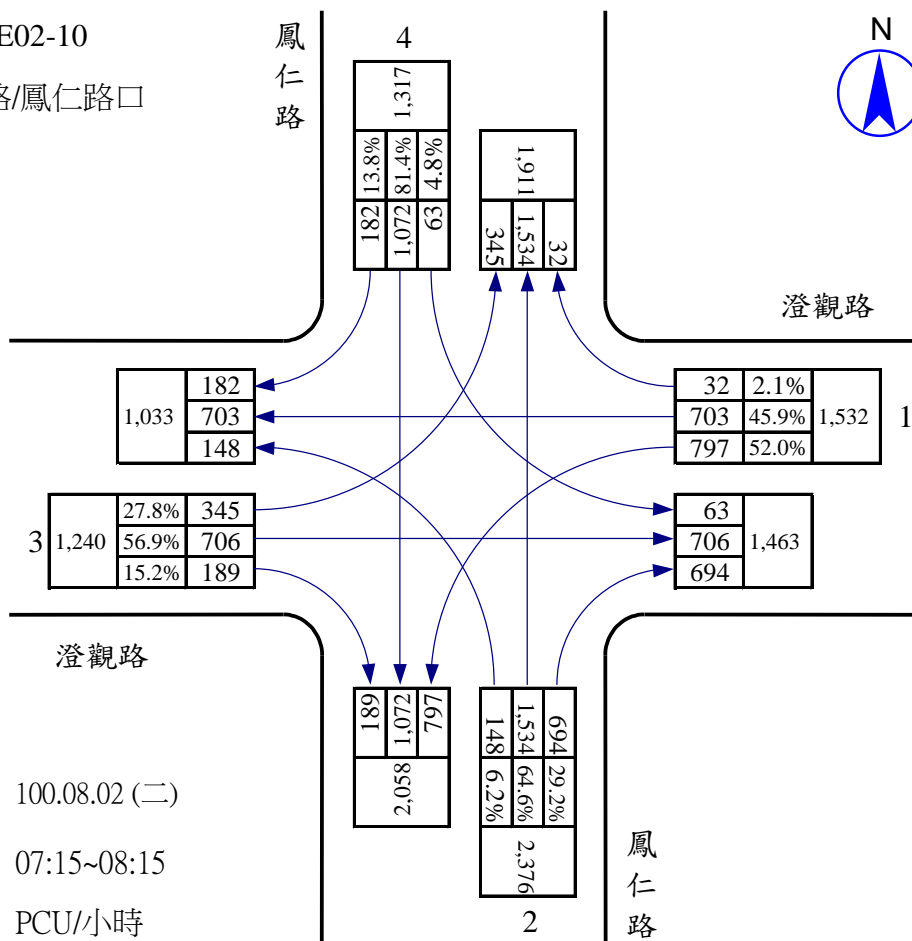 E02-10
路/鳳仁路口
鳳仁路
4
N
1,317
13.8% 81.4% 4.8%
182 1,072 63
1,911
345 1,534 32
澄觀路
182
703
148
1,033
32 2.1%
703 45.9%
797 52.0%
1,532
1
3
1,240
27.8% 345
56.9% 706
15.2% 189
63
706
694
1,463
澄觀路
189 1,072 797
2,058
148 1,534 694
6.2% 64.6% 29.2%
2,376
2
鳳仁路
100.08.02 (二)
07:15~08:15
PCU/小時